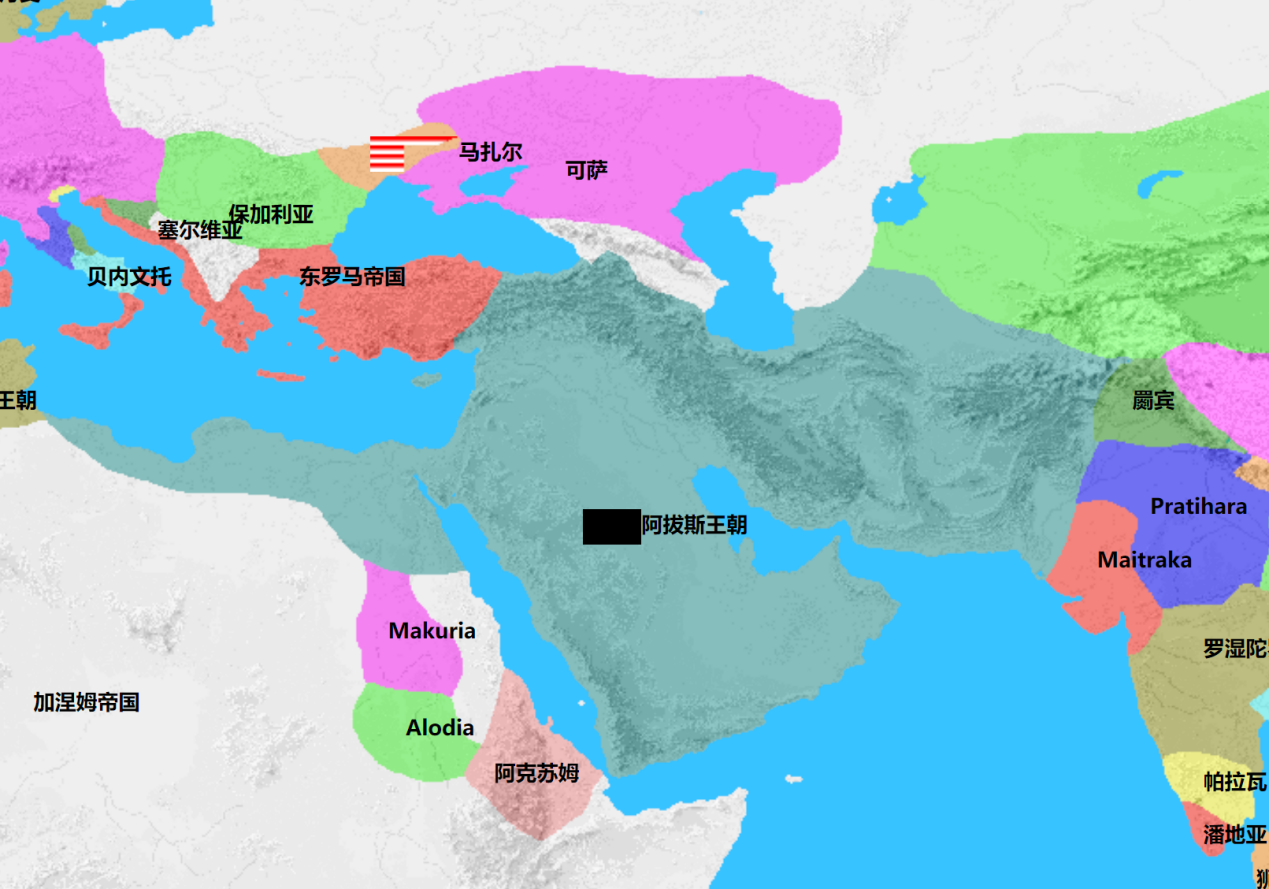 马扎尔
可萨
保加利亚
塞尔维亚
贝内文托
东罗马帝国
王朝
罽宾
Pratihara
阿拔斯王朝
Maitraka
Makuria
罗湿陀
加涅姆帝国
Alodia
阿克苏姆
帕拉瓦
潘地亚